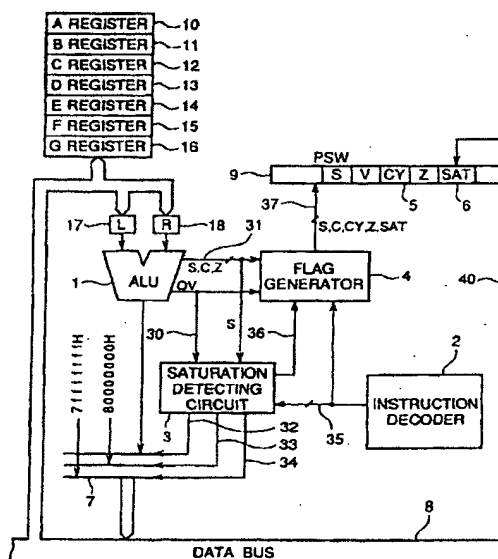 A REGISTER 10
B REGISTER 11
C REGISTER 12
D REGISTER 13
E REGISTER 14
F REGISTER 15
G REGISTER 16
PSW
9 S V CY Z SAT
5 6
37
S,C,CY,Z,SAT
17 L R 18
31
S,C,Z
1 ALU
OV
FLAG GENERATOR 4
40
30
S
36
2
SATURATION DETECTING CIRCUIT
3
INSTRUCTION DECODER
35
32
33
34
7fffffffH
80000000H
7
8
DATA BUS